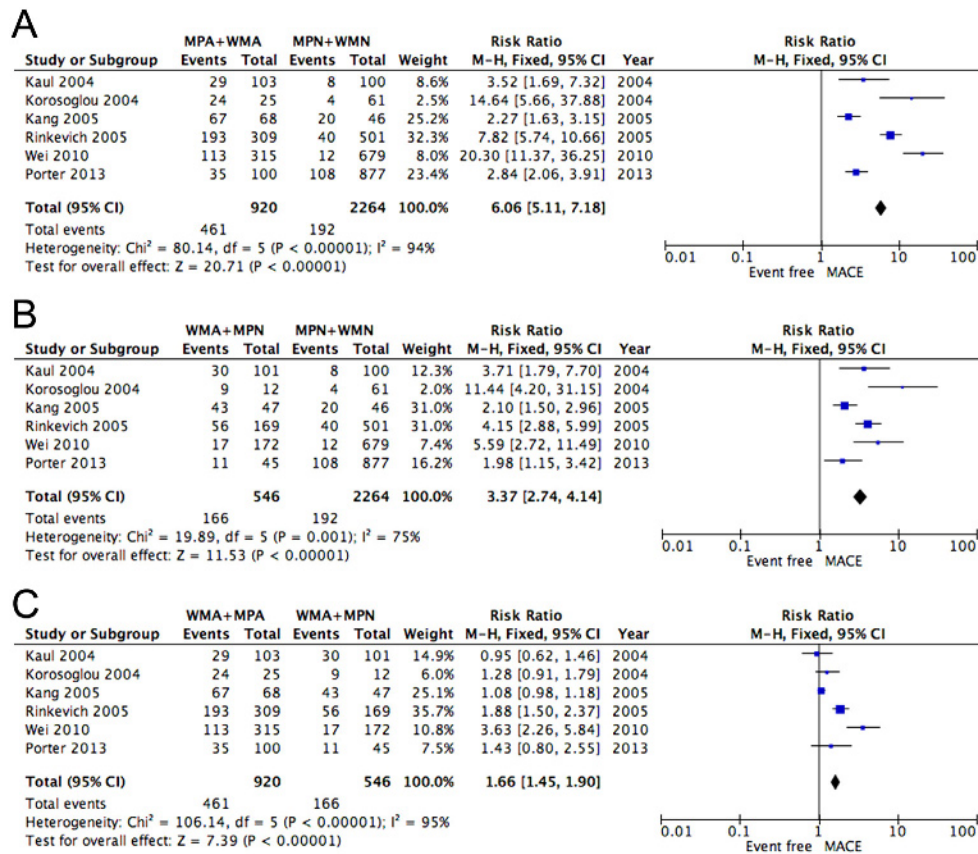 A
MPA+WMA MPN+WMN Risk Ratio Risk Ratio
Study or Subgroup Events Total Events Total Weight M-H, Fixed, 95% CI Year M-H, Fixed, 95% CI
Kaul 2004 29 103 8 100 8.6% 3.52 [1.69, 7.32] 2004
Korosoglou 2004 24 25 4 61 2.5% 14.64 [5.66, 37.88] 2004
Kang 2005 67 68 20 46 25.2% 2.27 [1.63, 3.15] 2005
Rinkevich 2005 193 309 40 501 32.3% 7.82 [5.74, 10.66] 2005
Wei 2010 113 315 12 679 8.0% 20.30 [11.37, 36.25] 2010
Porter 2013 35 100 108 877 23.4% 2.84 [2.06, 3.91] 2013
Total (95% CI) 920 2264 100.0% 6.06 [5.11, 7.18]
Total events 461 192
Heterogeneity: Chi² = 80.14, df = 5 (P < 0.00001); I² = 94%
Test for overall effect: Z = 20.71 (P < 0.00001)
0.01 0.1 1 10 100
Event free MACE
B
WMA+MPN MPN+WMN Risk Ratio Risk Ratio
Study or Subgroup Events Total Events Total Weight M-H, Fixed, 95% CI Year M-H, Fixed, 95% CI
Kaul 2004 30 101 8 100 12.3% 3.71 [1.79, 7.70] 2004
Korosoglou 2004 9 12 4 61 2.0% 11.44 [4.20, 31.15] 2004
Kang 2005 43 47 20 46 31.0% 2.10 [1.50, 2.96] 2005
Rinkevich 2005 56 169 40 501 31.0% 4.15 [2.88, 5.99] 2005
Wei 2010 17 172 12 679 7.4% 5.59 [2.72, 11.49] 2010
Porter 2013 11 45 108 877 16.2% 1.98 [1.15, 3.42] 2013
Total (95% CI) 546 2264 100.0% 3.37 [2.74, 4.14]
Total events 166 192
Heterogeneity: Chi² = 19.89, df = 5 (P = 0.001); I² = 75%
Test for overall effect: Z = 11.53 (P < 0.00001)
0.01 0.1 1 10 100
Event free MACE
C
WMA+MPA WMA+MPN Risk Ratio Risk Ratio
Study or Subgroup Events Total Events Total Weight M-H, Fixed, 95% CI Year M-H, Fixed, 95% CI
Kaul 2004 29 103 30 101 14.9% 0.95 [0.62, 1.46] 2004
Korosoglou 2004 24 25 9 12 6.0% 1.28 [0.91, 1.79] 2004
Kang 2005 67 68 43 47 25.1% 1.08 [0.98, 1.18] 2005
Rinkevich 2005 193 309 56 169 35.7% 1.88 [1.50, 2.37] 2005
Wei 2010 113 315 17 172 10.8% 3.63 [2.26, 5.84] 2010
Porter 2013 35 100 11 45 7.5% 1.43 [0.80, 2.55] 2013
Total (95% CI) 920 546 100.0% 1.66 [1.45, 1.90]
Total events 461 166
Heterogeneity: Chi² = 106.14, df = 5 (P < 0.00001); I² = 95%
Test for overall effect: Z = 7.39 (P < 0.00001)
0.01 0.1 1 10 100
Event free MACE